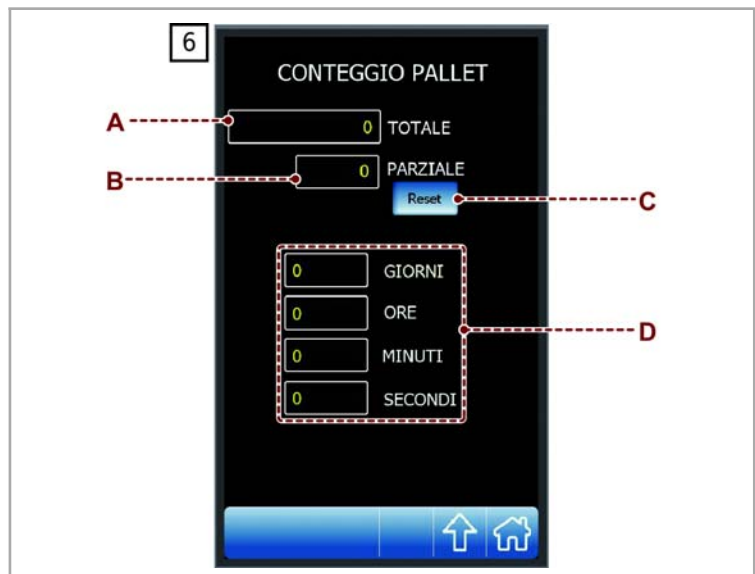 6
CONTEGGIO PALLET
A
0 TOTALE
B
0 PARZIALE
Reset
C
0 GIORNI
0 ORE
D
0 MINUTI
0 SECONDI